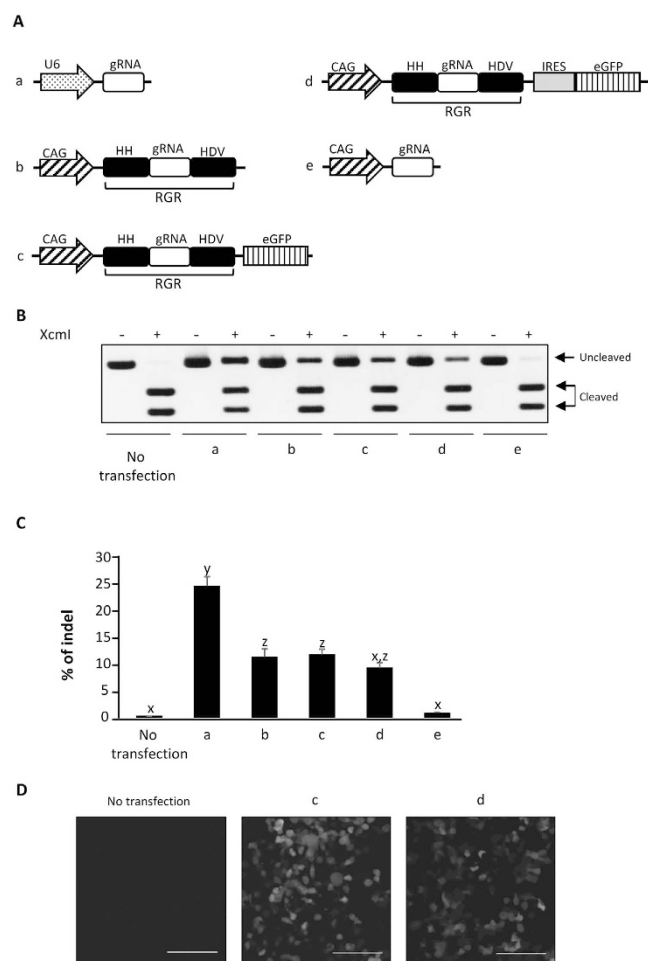 A
U6 gRNA
a
CAG HH gRNA HDV IRES eGFP
d
RGR
CAG HH gRNA HDV
b
RGR
CAG gRNA
e
CAG HH gRNA HDV eGFP
c
RGR
B
XcmI - + - + - + - + - + - +
Uncleaved
Cleaved
No
transfection
a b c d e
C
% of indel
30
25
20
15
10
5
0
x y z z x,z x
No
transfection
a b c d e
D
No transfection c d